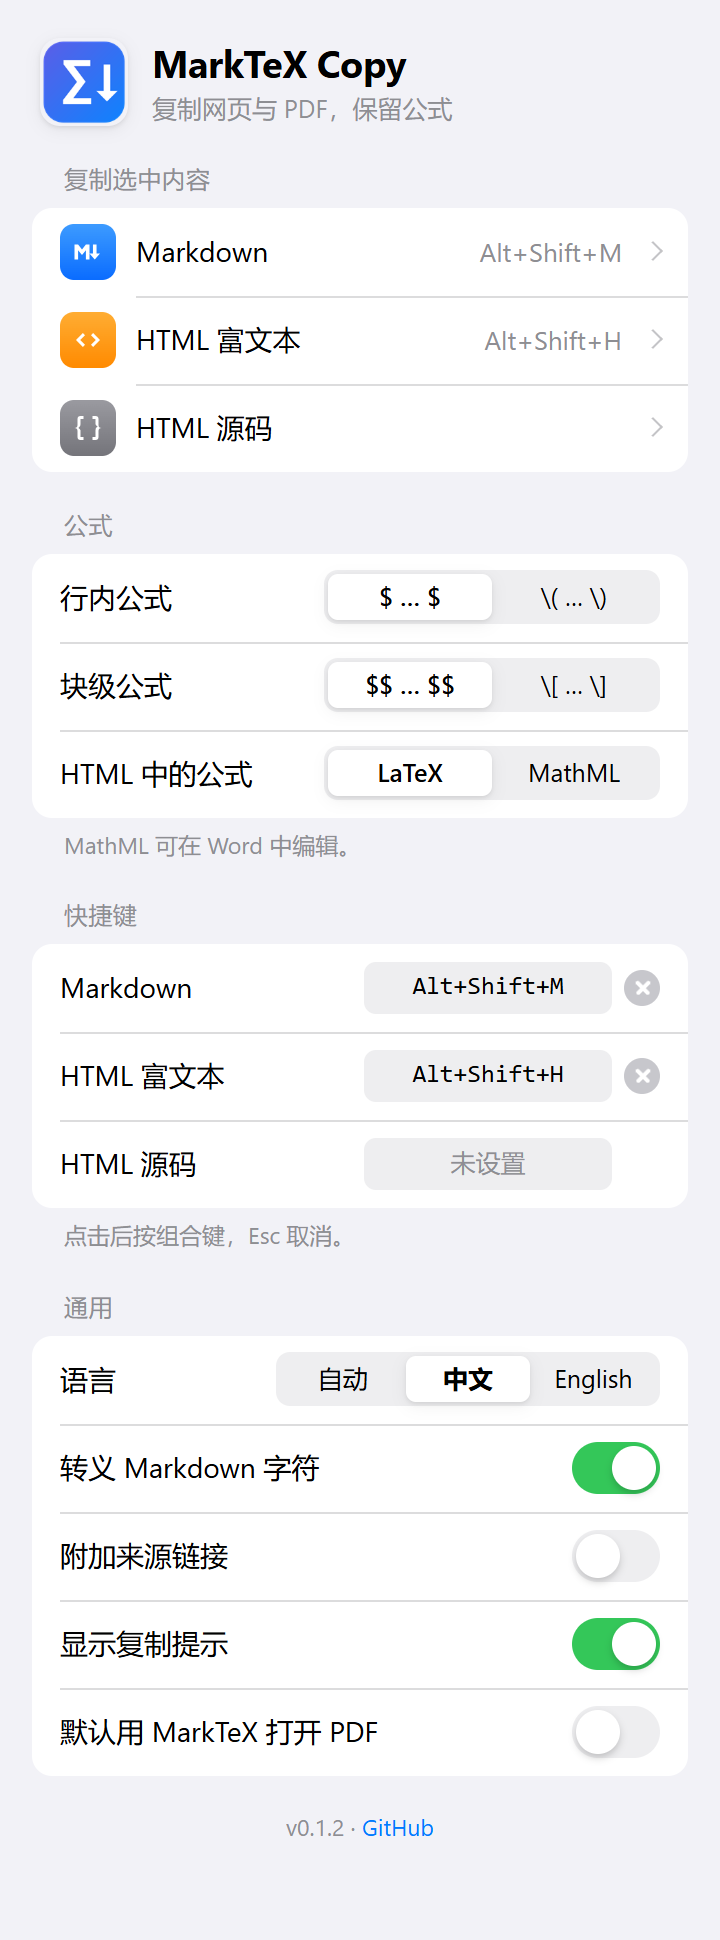 Σ↓
MarkTeX Copy
复制网页与 PDF，保留公式
复制选中内容
M↓ Markdown Alt+Shift+M
<> HTML 富文本 Alt+Shift+H
{ } HTML 源码
公式
行内公式 $ ... $ \( ... \)
块级公式 $$ ... $$ \[ ... \]
HTML 中的公式 LaTeX MathML
MathML 可在 Word 中编辑。
快捷键
Markdown Alt+Shift+M
HTML 富文本 Alt+Shift+H
HTML 源码 未设置
点击后按组合键，Esc 取消。
通用
语言 自动 中文 English
转义 Markdown 字符
附加来源链接
显示复制提示
默认用 MarkTeX 打开 PDF
v0.1.2 · GitHub